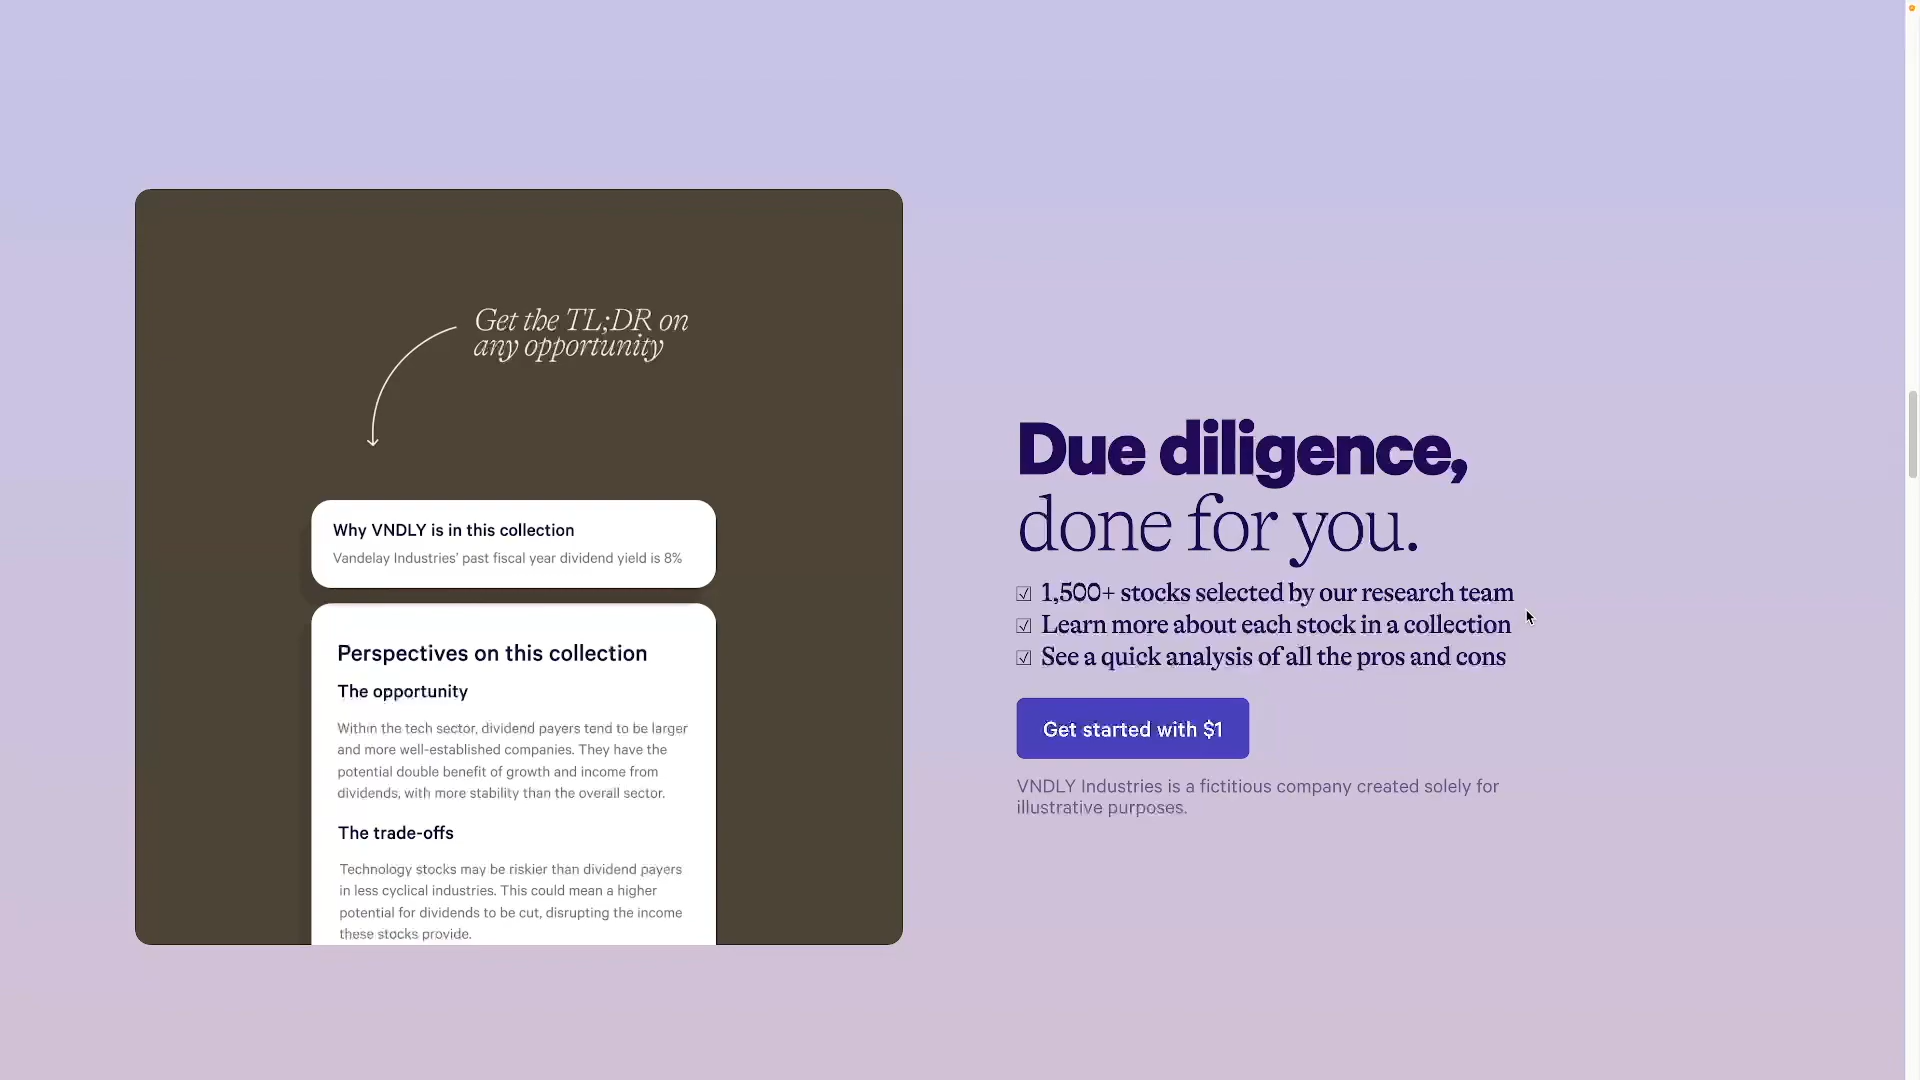 Get the TL;DR on
any opportunity
Why VNDLY is in this collection
Vandelay Industries’ past fiscal year dividend yield is 8%
Perspectives on this collection
The opportunity
Within the tech sector, dividend payers tend to be larger
and more well-established companies. They have the
potential double benefit of growth and income from
dividends, with more stability than the overall sector.
The trade-offs
Technology stocks may be riskier than dividend payers
in less cyclical industries. This could mean a higher
potential for dividends to be cut, disrupting the income
these stocks provide.
Due diligence,
done for you.
☑ 1,500+ stocks selected by our research team
☑ Learn more about each stock in a collection
☑ See a quick analysis of all the pros and cons
Get started with $1
VNDLY Industries is a fictitious company created solely for
illustrative purposes.